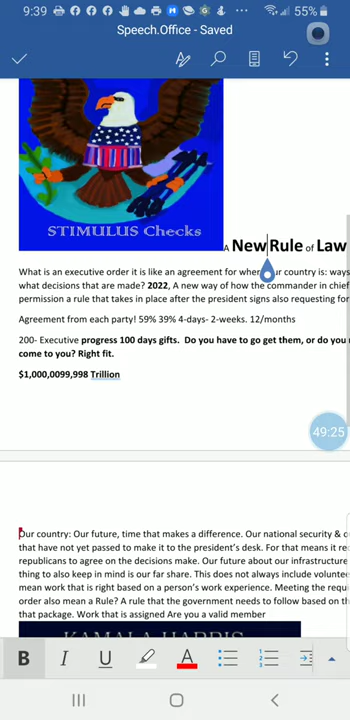 9:39
55%
Speech.Office - Saved
STIMULUS Checks
A New Rule of Law
What is an executive order it is like an agreement for where our country is: ways
what decisions that are made? 2022, A new way of how the commander in chief
permission a rule that takes in place after the president signs also requesting for
Agreement from each party! 59% 39% 4-days- 2-weeks. 12/months
200- Executive progress 100 days gifts. Do you have to go get them, or do you
come to you? Right fit.
$1,000,0099,998 Trillion
49:25
Our country: Our future, time that makes a difference. Our national security &
that have not yet passed to make it to the president's desk. For that means it
republicans to agree on the decisions make. Our future about our infrastructure
thing to also keep in mind is our far share. This does not always include
mean work that is right based on a person's work experience. Meeting the
order also mean a Rule? A rule that the government needs to follow based on
that package. Work that is assigned Are you a valid member
KAMALA HARRIS
B I U A